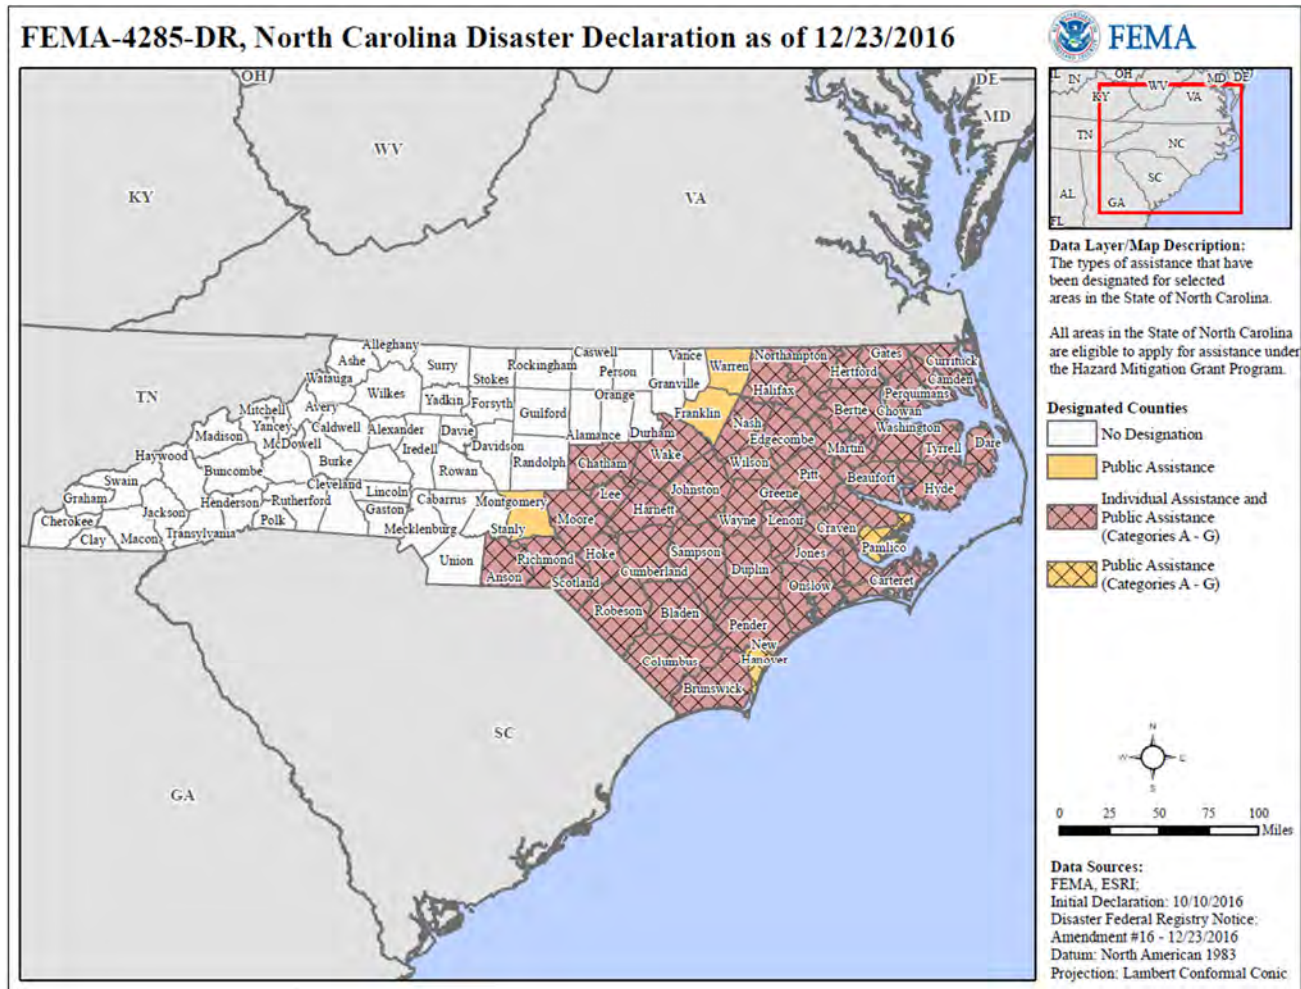 FEMA-4285-DR, North Carolina Disaster Declaration as of 12/23/2016
FEMA
OH
WV
KY
VA
DE
MD
TN
SC
GA
IN
OH
WV
MD
DE
KY
VA
TN
NC
SC
AL
GA
FL
Alleghany
Ashe
Surry
Stokes
Rockingham
Caswell
Person
Vance
Granville
Warren
Northampton
Gates
Hertford
Currituck
Camden
Perquimans
Chowan
Watauga
Wilkes
Yadkin
Forsyth
Guilford
Orange
Alamance
Durham
Franklin
Halifax
Nash
Edgecombe
Bertie
Washington
Martin
Tyrrell
Dare
Mitchell
Avery
Yancey
Caldwell
Alexander
Davie
Davidson
Iredell
Madison
McDowell
Burke
Rowan
Randolph
Chatham
Wake
Wilson
Pitt
Beaufort
Hyde
Haywood
Buncombe
Swain
Cleveland
Lincoln
Cabarrus
Montgomery
Lee
Johnston
Greene
Graham
Henderson
Rutherford
Gaston
Harnett
Jackson
Polk
Mecklenburg
Stanly
Moore
Wayne
Lenoir
Craven
Cherokee
Clay
Macon
Transylvania
Pamlico
Union
Anson
Richmond
Hoke
Scotland
Cumberland
Sampson
Duplin
Jones
Onslow
Carteret
Robeson
Bladen
Pender
New
Hanover
Columbus
Brunswick
Data Layer/Map Description:
The types of assistance that have
been designated for selected
areas in the State of North Carolina.
All areas in the State of North Carolina
are eligible to apply for assistance under
the Hazard Mitigation Grant Program.
Designated Counties
No Designation
Public Assistance
Individual Assistance and
Public Assistance
(Categories A - G)
Public Assistance
(Categories A - G)
N
W E
S
0 25 50 75 100
Miles
Data Sources:
FEMA, ESRI;
Initial Declaration: 10/10/2016
Disaster Federal Registry Notice:
Amendment #16 - 12/23/2016
Datum: North American 1983
Projection: Lambert Conformal Conic